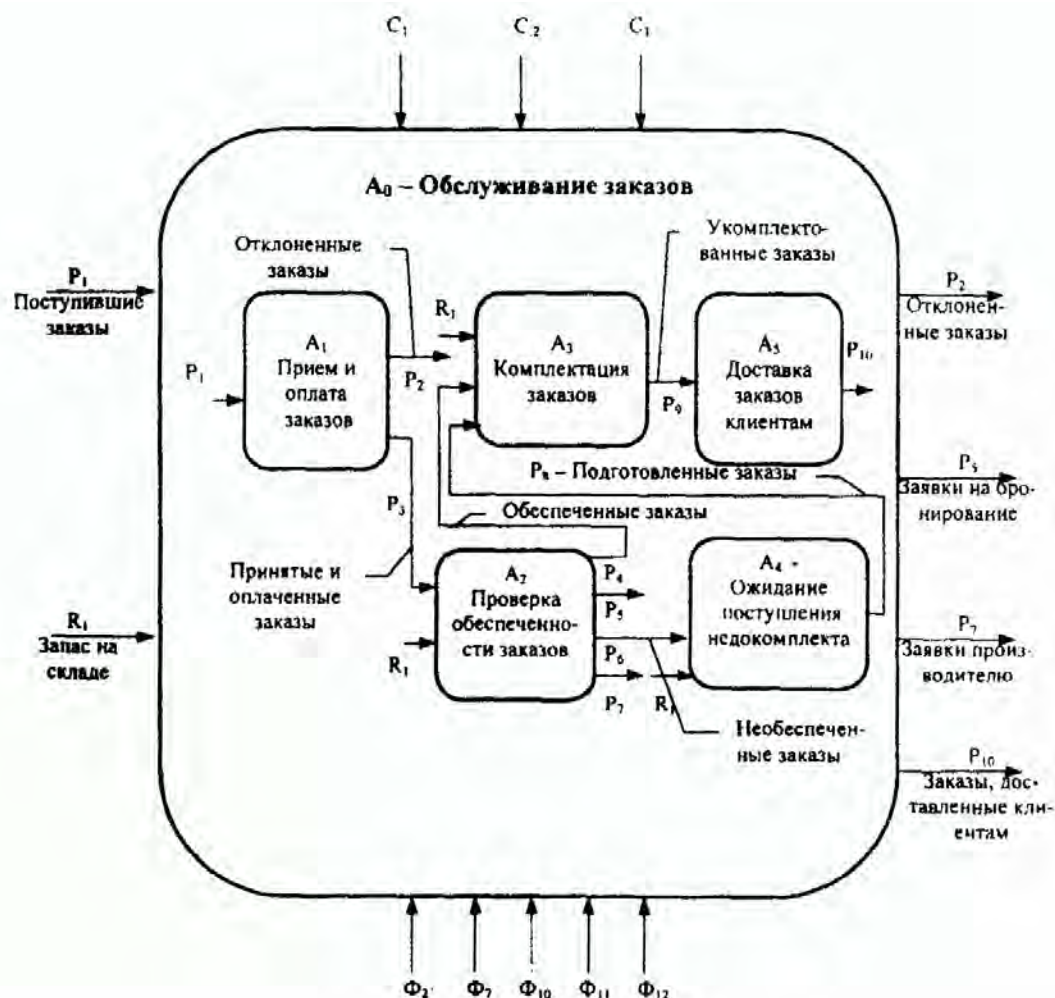 C₁ C₂ C₁
A₀ – Обслуживание заказов
Отклоненные
заказы
Укомплекто-
ванные заказы
P₁
Поступившие
заказы
P₂
Отклонен-
ные заказы
R₁
A₁
Прием и
оплата
заказов
P₁
P₂
A₃
Комплектация
заказов
P₉
A₅
Доставка
заказов
клиентам
P₁₀
P₈ – Подготовленные заказы
P₅
Заявки на бро-
нирование
P₃
Обеспеченные заказы
Принятые и
оплаченные
заказы
A₂
Проверка
обеспеченно-
сти заказов
R₁
P₄
P₅
P₆
P₇
R₁
A₄ -
Ожидание
поступления
недокомплекта
R₁
Запас на
складе
P₇
Заявки произ-
водителю
Необеспечен-
ные заказы
P₁₀
Заказы, дос-
тавленные кли-
ентам
Ф₂ Ф₇ Ф₁₀ Ф₁₁ Ф₁₂